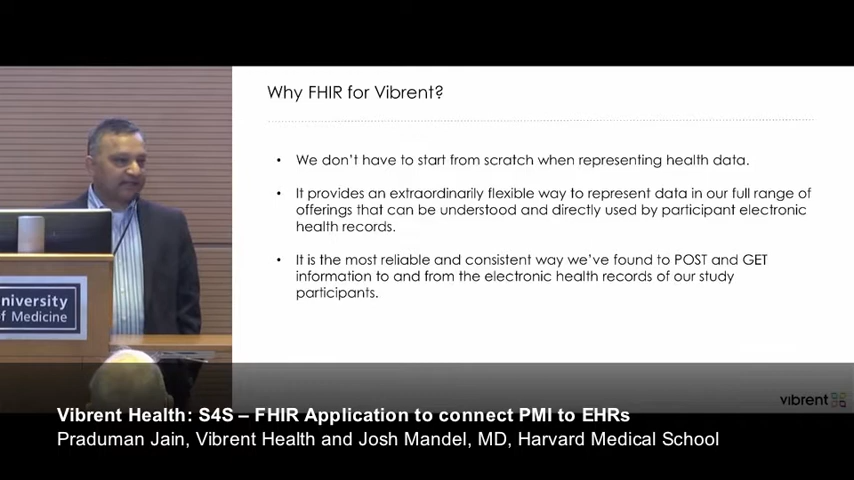 Why FHIR for Vibrent?
• We don't have to start from scratch when representing health data.
• It provides an extraordinarily flexible way to represent data in our full range of
offerings that can be understood and directly used by participant electronic
health records.
• It is the most reliable and consistent way we've found to POST and GET
information to and from the electronic health records of our study
participants.
niversity
of Medicine
vibrent
Vibrent Health: S4S – FHIR Application to connect PMI to EHRs
Praduman Jain, Vibrent Health and Josh Mandel, MD, Harvard Medical School